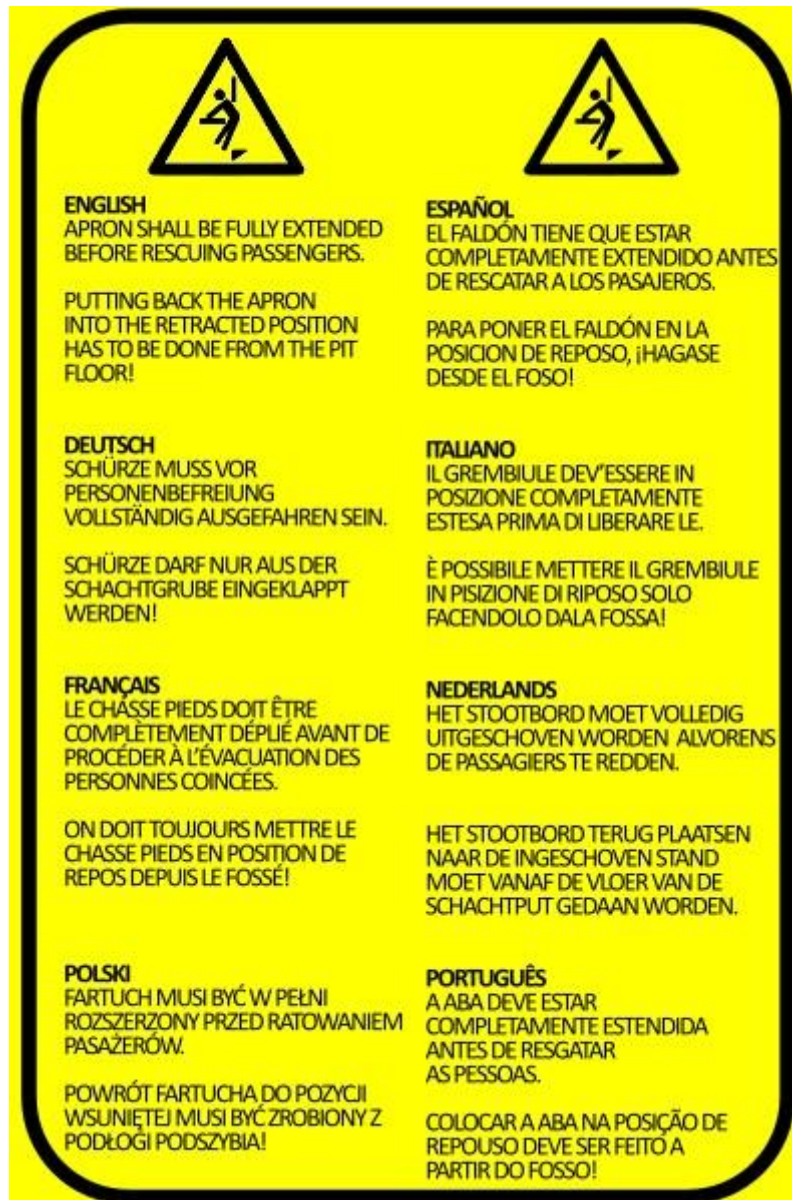 ENGLISH
APRON SHALL BE FULLY EXTENDED
BEFORE RESCUING PASSENGERS.
PUTTING BACK THE APRON
INTO THE RETRACTED POSITION
HAS TO BE DONE FROM THE PIT
FLOOR!
DEUTSCH
SCHÜRZE MUSS VOR
PERSONENBEFREIUNG
VOLLSTÄNDIG AUSGEFAHREN SEIN.
SCHÜRZE DARF NUR AUS DER
SCHACHTGRUBE EINGEKLAPPT
WERDEN!
FRANÇAIS
LE CHASSE PIEDS DOIT ÊTRE
COMPLÈTEMENT DÉPLIÉ AVANT DE
PROCÉDER À L'ÉVACUATION DES
PERSONNES COINCÉES.
ON DOIT TOUJOURS METTRE LE
CHASSE PIEDS EN POSITION DE
REPOS DEPUIS LE FOSSÉ!
POLSKI
FARTUCH MUSI BYĆ W PEŁNI
ROZSZERZONY PRZED RATOWANIEM
PASAŻERÓW.
POWRÓT FARTUCHA DO POZYCJI
WSUNIĘTEJ MUSI BYĆ ZROBIONY Z
PODŁOGI PODSZYBIA!
ESPAÑOL
EL FALDÓN TIENE QUE ESTAR
COMPLETAMENTE EXTENDIDO ANTES
DE RESCATAR A LOS PASAJEROS.
PARA PONER EL FALDÓN EN LA
POSICION DE REPOSO, ¡HAGASE
DESDE EL FOSO!
ITALIANO
IL GREMBIULE DEV'ESSERE IN
POSIZIONE COMPLETAMENTE
ESTESA PRIMA DI LIBERARE LE.
È POSSIBILE METTERE IL GREMBIULE
IN PISIZIONE DI RIPOSO SOLO
FACENDOLO DALA FOSSA!
NEDERLANDS
HET STOOTBORD MOET VOLLEDIG
UITGESCHOVEN WORDEN ALVORENS
DE PASSAGIERS TE REDDEN.
HET STOOTBORD TERUG PLAATSEN
NAAR DE INGESCHOVEN STAND
MOET VANAF DE VLOER VAN DE
SCHACHTPUT GEDAAN WORDEN.
PORTUGUÊS
A ABA DEVE ESTAR
COMPLETAMENTE ESTENDIDA
ANTES DE RESGATAR
AS PESSOAS.
COLOCAR A ABA NA POSIÇÃO DE
REPOUSO DEVE SER FEITO A
PARTIR DO FOSSO!